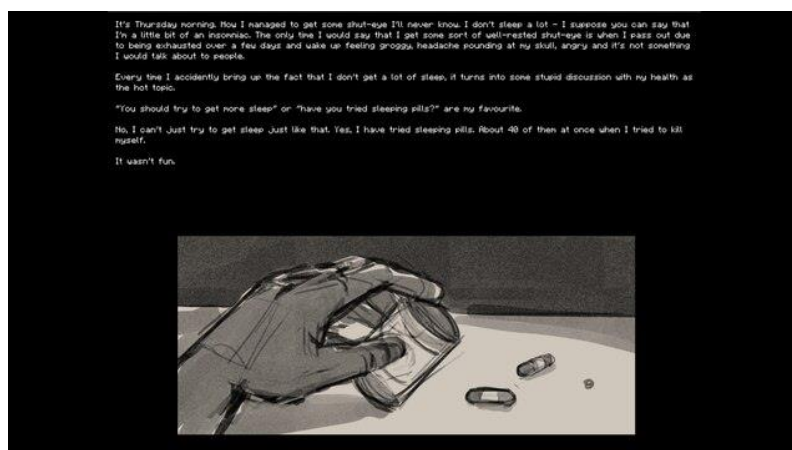 It's Thursday morning. How I managed to get some shut-eye I'll never know. I don't sleep a lot - I suppose you can say that
I'm a little bit of an insomniac. The only time I would say that I get some sort of well-rested shut-eye is when I pass out due
to being exhausted over a few days and wake up feeling groggy, headache pounding at my skull, angry and it's not something
I would talk about to people.
Every time I accidently bring up the fact that I don't get a lot of sleep, it turns into some stupid discussion with my health as
the hot topic.
"You should try to get more sleep" or "have you tried sleeping pills?" are my favourite.
No, I can't just try to get sleep just like that. Yes, I have tried sleeping pills. About 40 of them at once when I tried to kill
myself.
It wasn't fun.